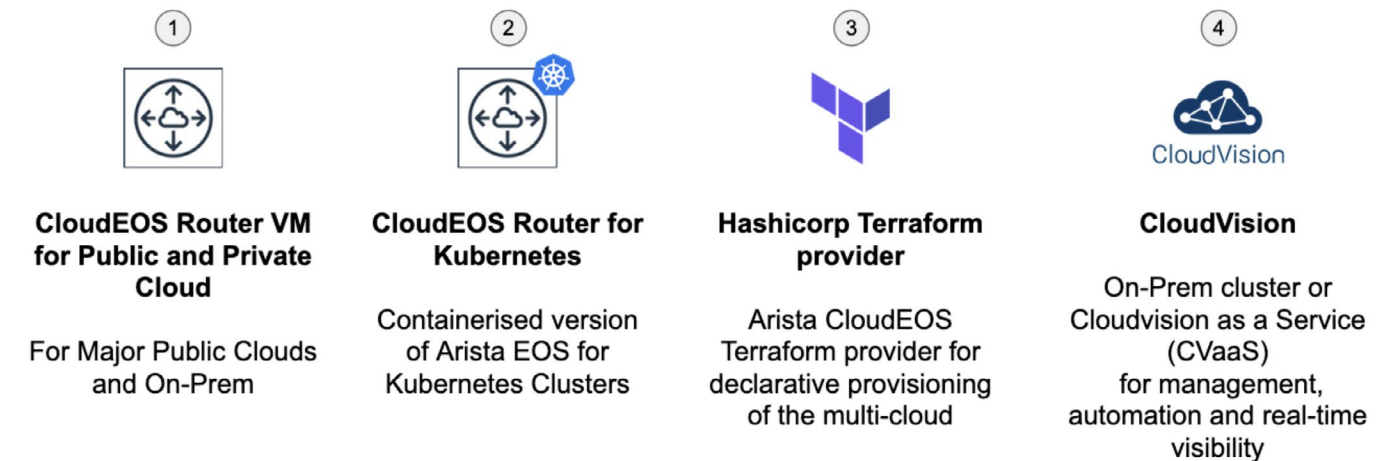 1
CloudEOS Router VM
for Public and Private
Cloud
For Major Public Clouds
and On-Prem
2
CloudEOS Router for
Kubernetes
Containerised version
of Arista EOS for
Kubernetes Clusters
3
Hashicorp Terraform
provider
Arista CloudEOS
Terraform provider for
declarative provisioning
of the multi-cloud
4
CloudVision
CloudVision
On-Prem cluster or
Cloudvision as a Service
(CVaaS)
for management,
automation and real-time
visibility